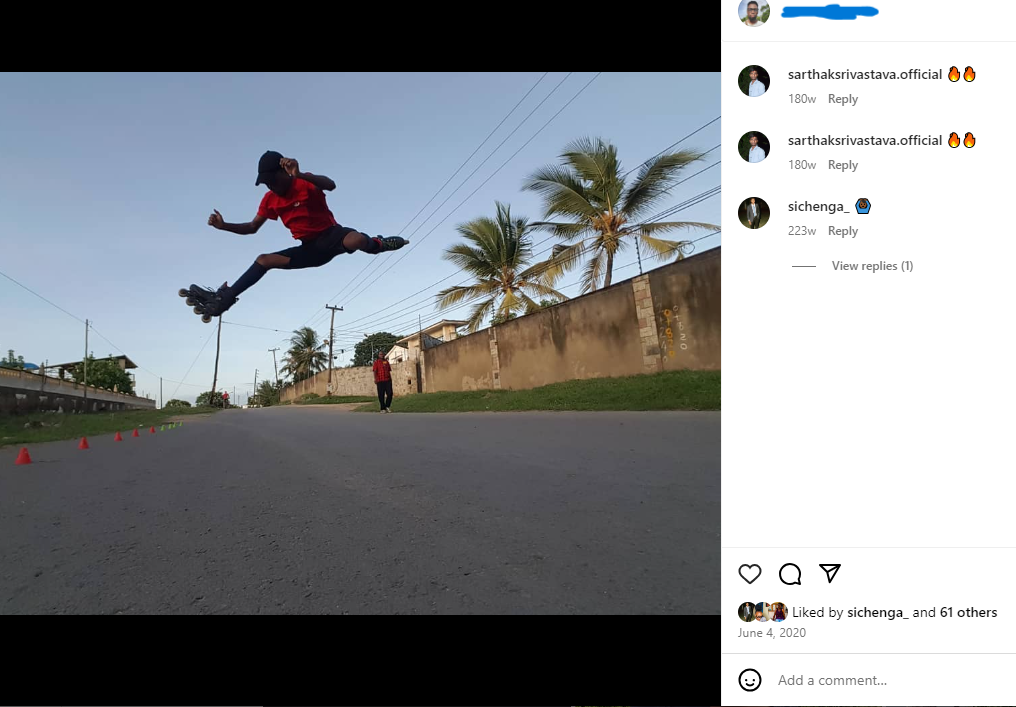 sarthaksrivastava.official 🔥🔥
180w Reply
sarthaksrivastava.official 🔥🔥
180w Reply
sichenga_
223w Reply
View replies (1)
Liked by sichenga_ and 61 others
June 4, 2020
Add a comment...